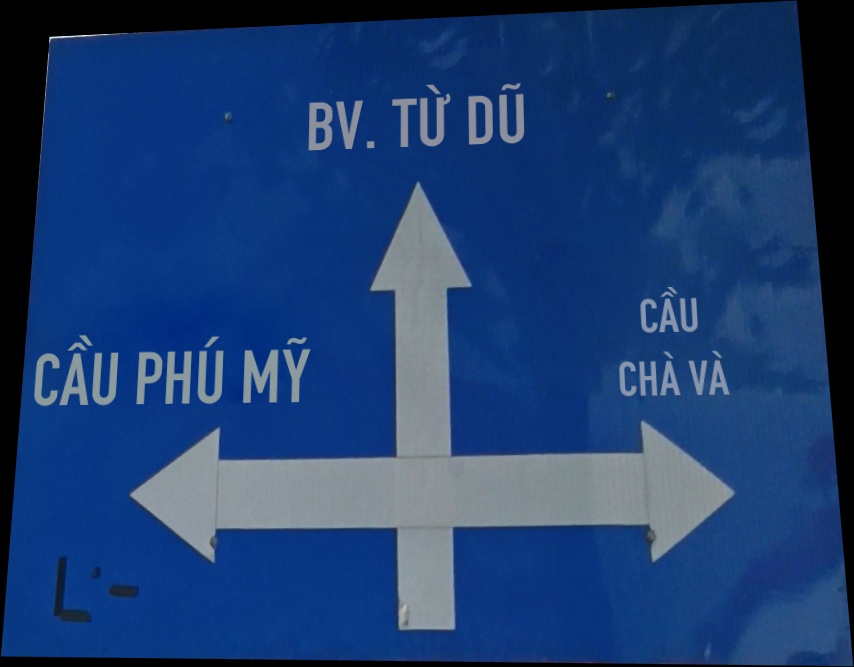 BV. TỪ DŨ
CẦU PHÚ MỸ
CẦU
CHÀ VÀ